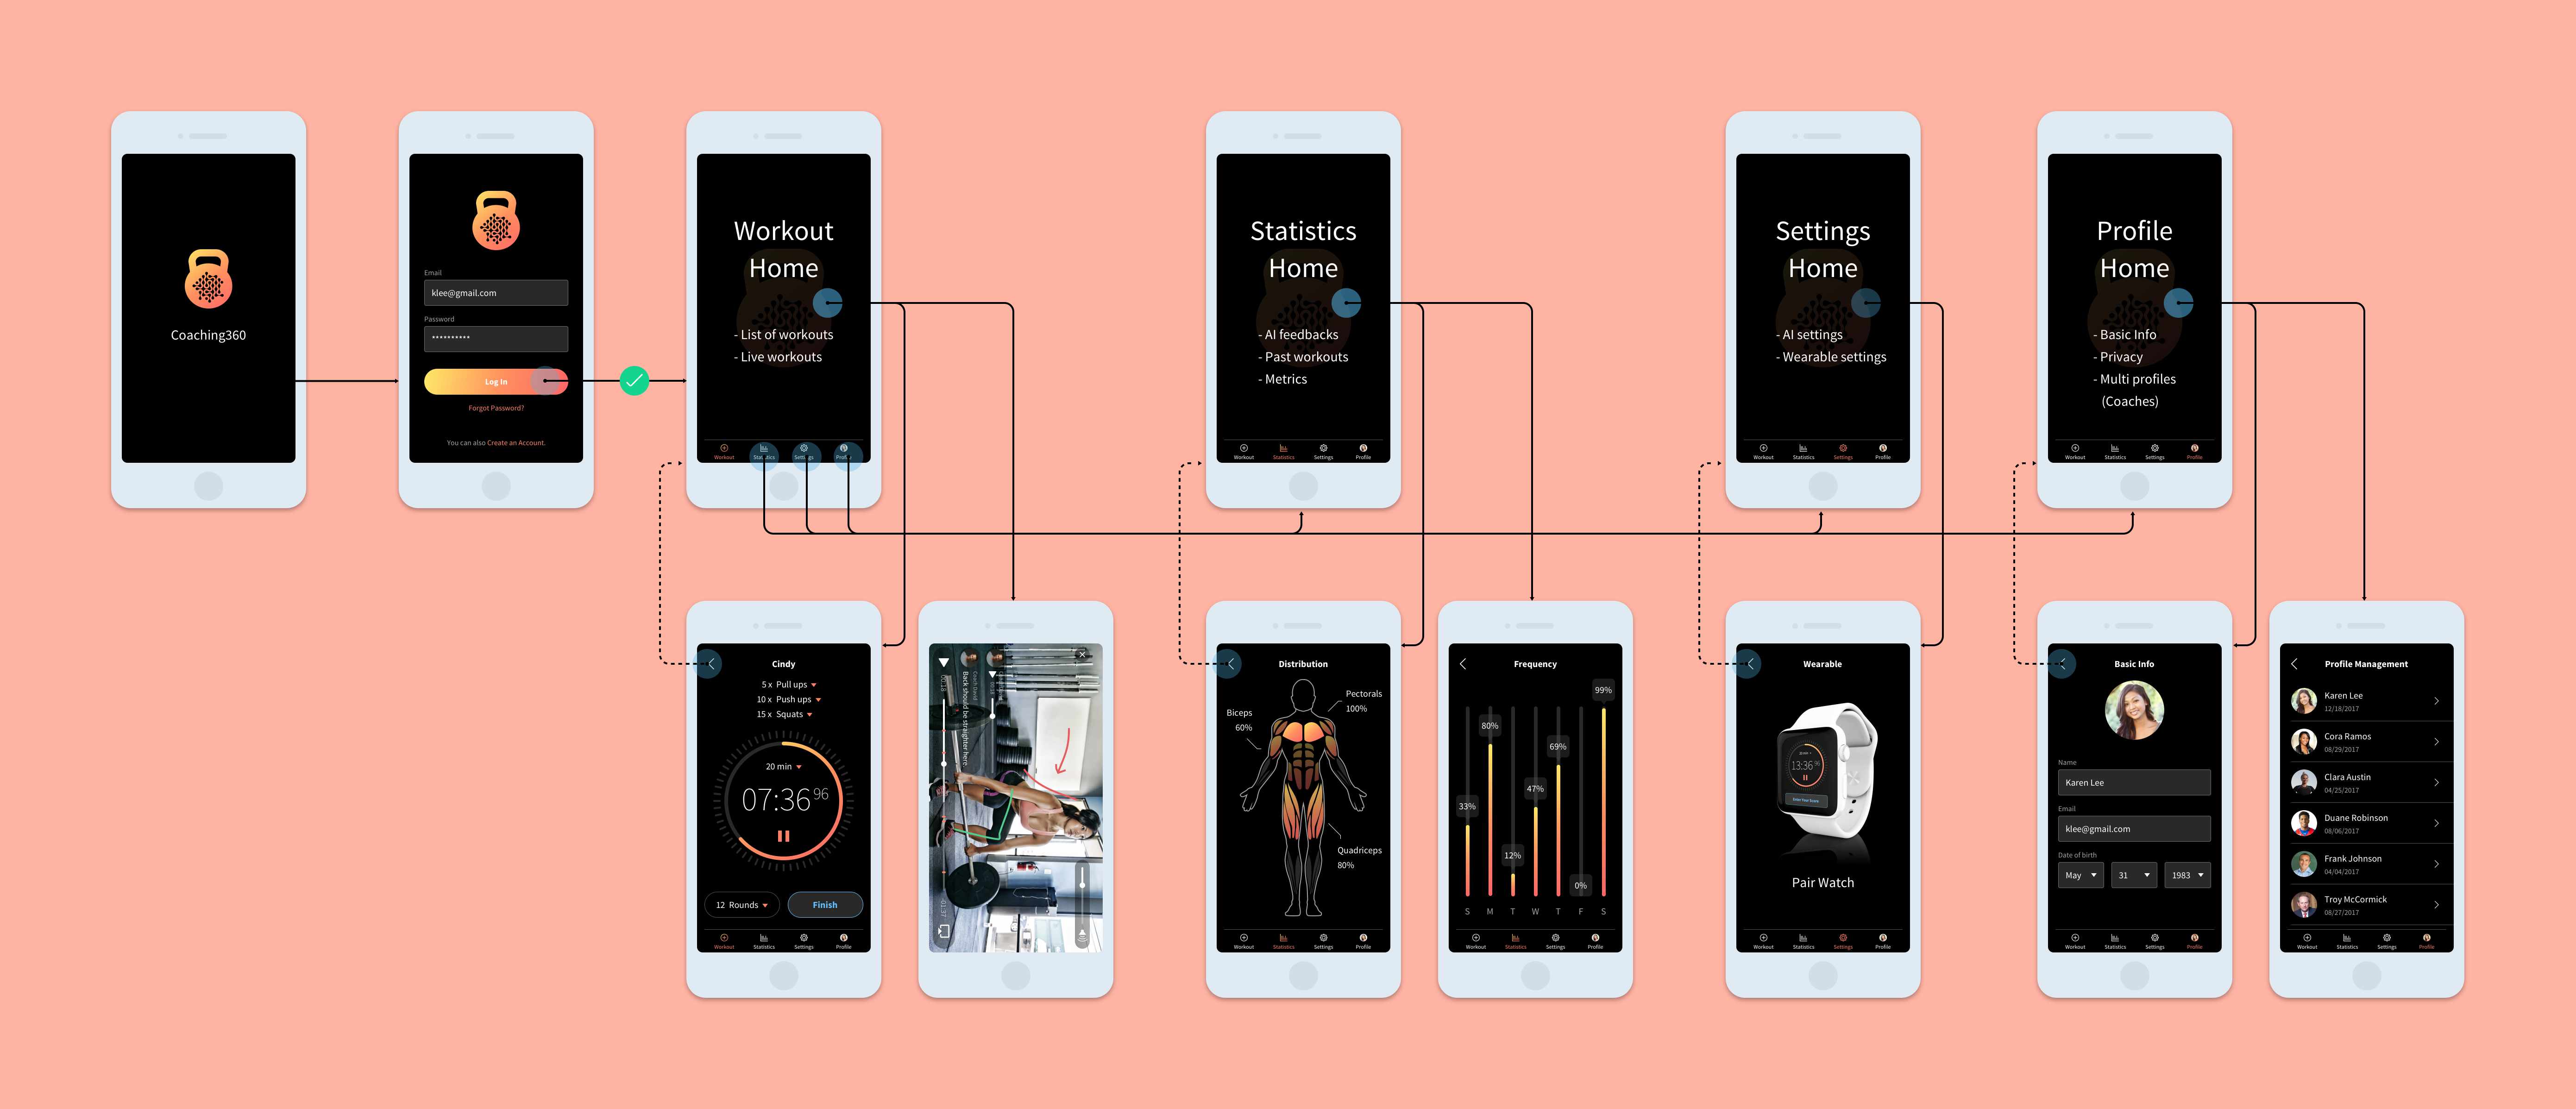 Coaching360
Email
klee@gmail.com
Password
**********
Log In
Forgot Password?
You can also Create an Account.
Workout
Home
- List of workouts
- Live workouts
Workout Statistics Settings Profile
Statistics
Home
- AI feedbacks
- Past workouts
- Metrics
Workout Statistics Settings Profile
Settings
Home
- AI settings
- Wearable settings
Workout Statistics Settings Profile
Profile
Home
- Basic Info
- Privacy
- Multi profiles
(Coaches)
Workout Statistics Settings Profile
Cindy
5 x Pull ups
10 x Push ups
15 x Squats
20 min
07:36 96
12 Rounds
Finish
Workout Statistics Settings Profile
Back should be straighter here.
Coach David
00:18
-01:37
Distribution
Pectorals
100%
Biceps
60%
Quadriceps
80%
Workout Statistics Settings Profile
Frequency
99%
80%
69%
47%
33%
12%
0%
S M T W T F S
Workout Statistics Settings Profile
Wearable
13:36 96
Pair Watch
Workout Statistics Settings Profile
Basic Info
Name
Karen Lee
Email
klee@gmail.com
Date of birth
May 31 1983
Workout Statistics Settings Profile
Profile Management
Karen Lee
12/18/2017
Cora Ramos
08/29/2017
Clara Austin
04/25/2017
Duane Robinson
08/06/2017
Frank Johnson
04/04/2017
Troy McCormick
08/27/2017
Workout Statistics Settings Profile